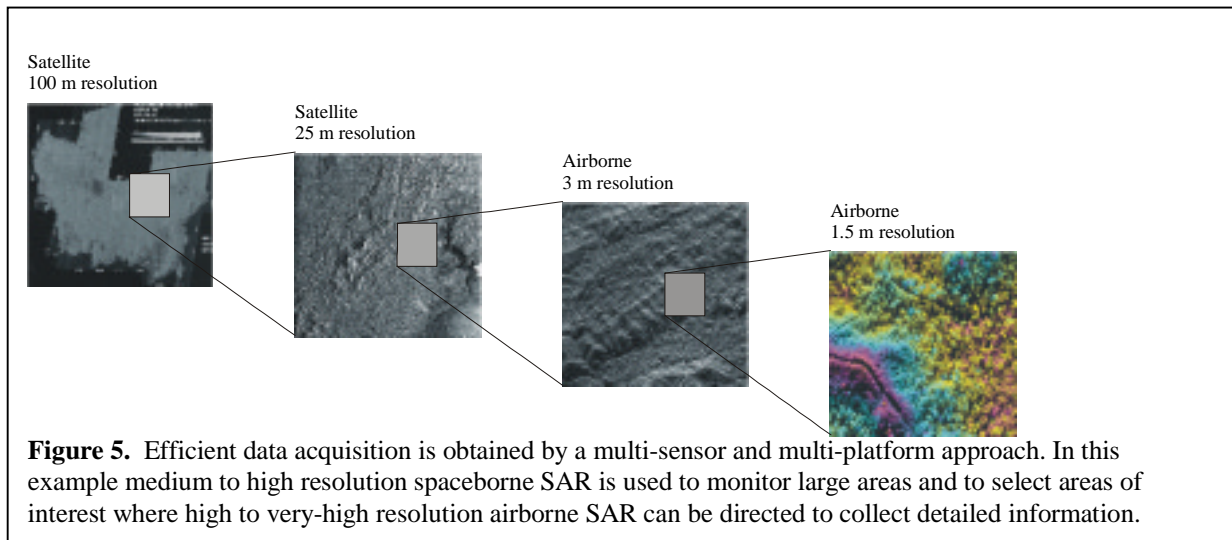 Satellite
100 m resolution
Satellite
25 m resolution
Airborne
3 m resolution
Airborne
1.5 m resolution
Figure 5. Efficient data acquisition is obtained by a multi-sensor and multi-platform approach. In this
example medium to high resolution spaceborne SAR is used to monitor large areas and to select areas of
interest where high to very-high resolution airborne SAR can be directed to collect detailed information.